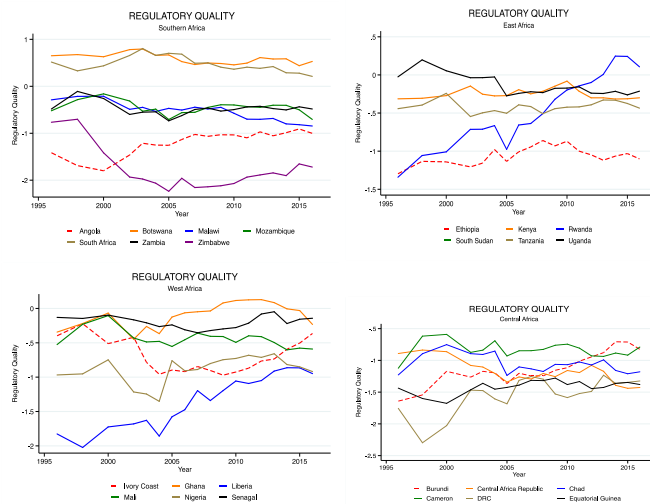 REGULATORY QUALITY
Southern Africa
1
.5
0
-1
-2
Regulatory Quality
1995 2000 2005 2010 2015
Year
Angola Botswana Malawi Mozambique
South Africa Zambia Zimbabwe
REGULATORY QUALITY
East Africa
.5
0
-.5
-1
-1.5
Regulatory Quality
1995 2000 2005 2010 2015
Year
Ethiopia Kenya Rwanda
South Sudan Tanzania Uganda
REGULATORY QUALITY
West Africa
0
-.5
-1
-1.5
-2
Regulatory Quality
1995 2000 2005 2010 2015
Year
Ivory Coast Ghana Liberia
Mali Nigeria Senagal
REGULATORY QUALITY
Central Africa
-.5
-1
-1.5
-2
-2.5
Regulatory Quality
1995 2000 2005 2010 2015
Year
Burundi Central Africa Republic Chad
Cameron DRC Equatorial Guinea